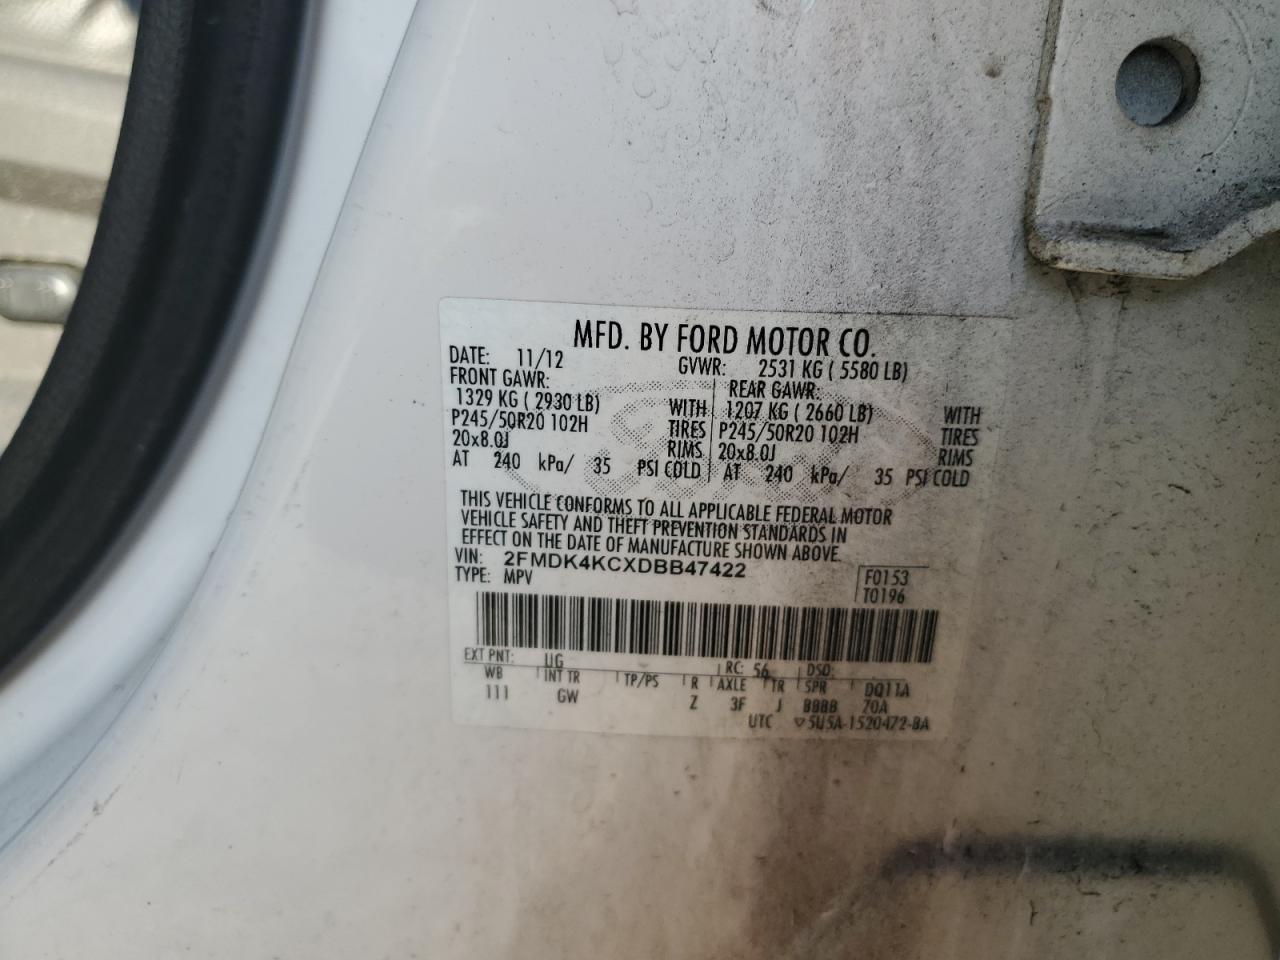 MFD. BY FORD MOTOR CO.
DATE: 11/12 GVWR: 2531 KG ( 5580 LB)
FRONT GAWR: REAR GAWR:
1329 KG ( 2930 LB) WITH 1207 KG ( 2660 LB) WITH
P245/50R20 102H TIRES P245/50R20 102H TIRES
20x8.0J RIMS 20x8.0J RIMS
AT 240 kPa/ 35 PSI COLD AT 240 kPa/ 35 PSI COLD
THIS VEHICLE CONFORMS TO ALL APPLICABLE FEDERAL MOTOR
VEHICLE SAFETY AND THEFT PREVENTION STANDARDS IN
EFFECT ON THE DATE OF MANUFACTURE SHOWN ABOVE.
VIN: 2FMDK4KCXDBB47422
TYPE: MPV F0153
T0196
EXT PNT: UG RC: 56 DSO:
WB INT TR TP/PS R AXLE TR SPR DQ11A
111 GW Z 3F J BBBB 70A
UTC ▽5U5A-1520472-BA